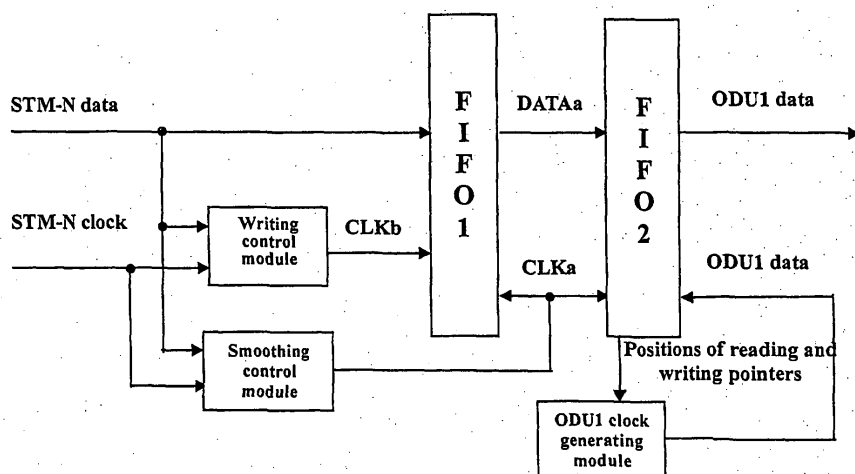 STM-N data
STM-N clock
Writing
control
module
CLKb
Smoothing
control
module
F
I
F
O
1
DATAa
CLKa
F
I
F
O
2
ODU1 data
ODU1 data
Positions of reading and
writing pointers
ODU1 clock
generating
module